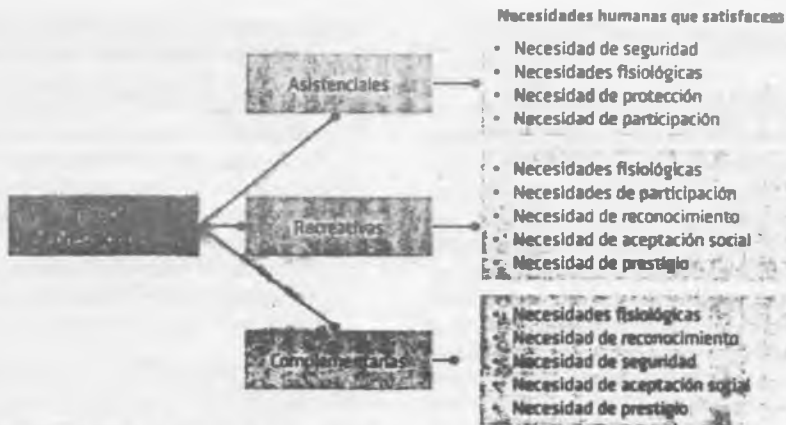 Necesidades humanas que satisfacen
Asistenciales
• Necesidad de seguridad
• Necesidades fisiológicas
• Necesidad de protección
• Necesidad de participación
Recreativas
• Necesidades fisiológicas
• Necesidades de participación
• Necesidad de reconocimiento
• Necesidad de aceptación social
• Necesidad de prestigio
Complementarias
• Necesidades fisiológicas
• Necesidad de reconocimiento
• Necesidad de seguridad
• Necesidad de aceptación social
• Necesidad de prestigio